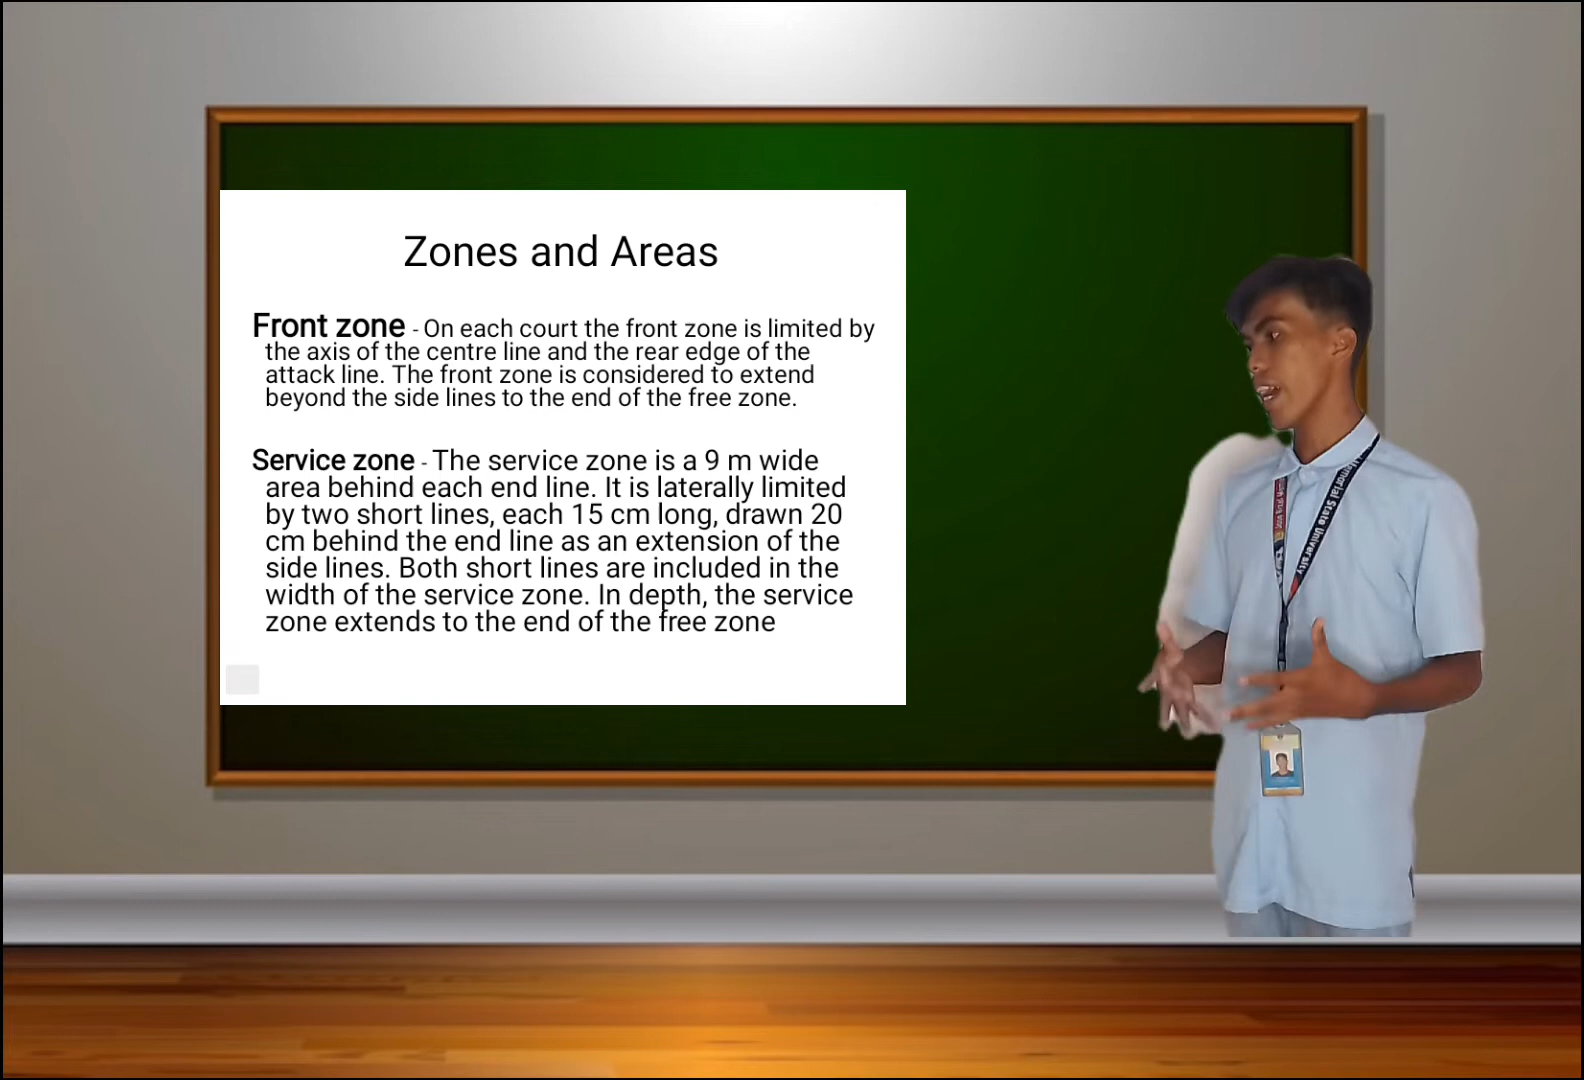 Zones and Areas
Front zone - On each court the front zone is limited by
the axis of the centre line and the rear edge of the
attack line. The front zone is considered to extend
beyond the side lines to the end of the free zone.
Service zone - The service zone is a 9 m wide
area behind each end line. It is laterally limited
by two short lines, each 15 cm long, drawn 20
cm behind the end line as an extension of the
side lines. Both short lines are included in the
width of the service zone. In depth, the service
zone extends to the end of the free zone
Memorial State University